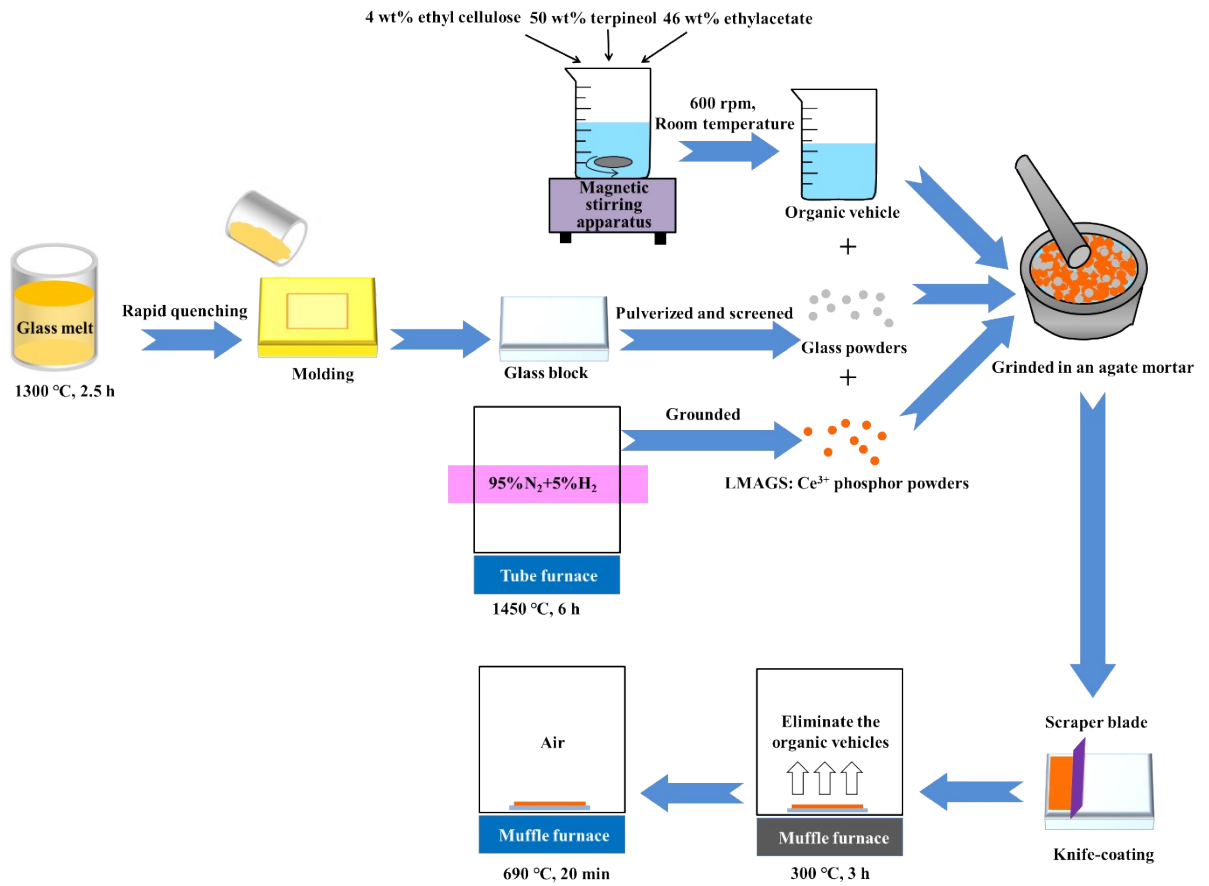 4 wt% ethyl cellulose 50 wt% terpineol 46 wt% ethylacetate
600 rpm,
Room temperature
Magnetic
stirring
apparatus
Organic vehicle
+
Glass melt
1300 °C, 2.5 h
Rapid quenching
Molding
Glass block
Pulverized and screened
Glass powders
+
Grinded in an agate mortar
95%N₂+5%H₂
Tube furnace
1450 °C, 6 h
Grounded
LMAGS: Ce³⁺ phosphor powders
Scraper blade
Knife-coating
Eliminate the
organic vehicles
Muffle furnace
300 °C, 3 h
Air
Muffle furnace
690 °C, 20 min